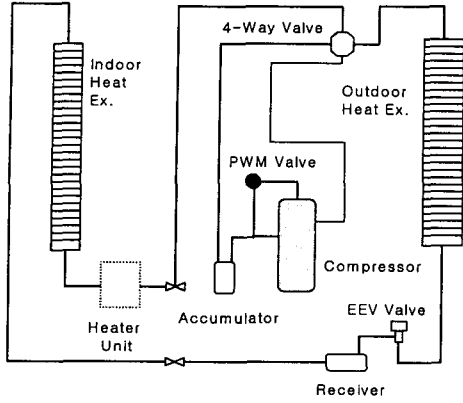 4-Way Valve
Indoor
Heat
Ex.
Outdoor
Heat Ex.
PWM Valve
Compressor
EEV Valve
Accumulator
Heater
Unit
Receiver